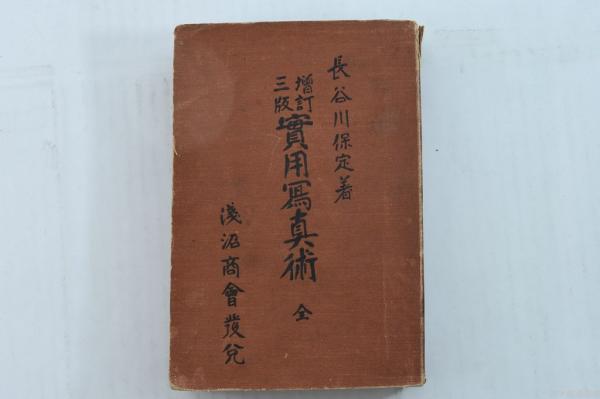 長谷川保定著
増訂
三版
實用寫真術 全
淺沼商會發兌